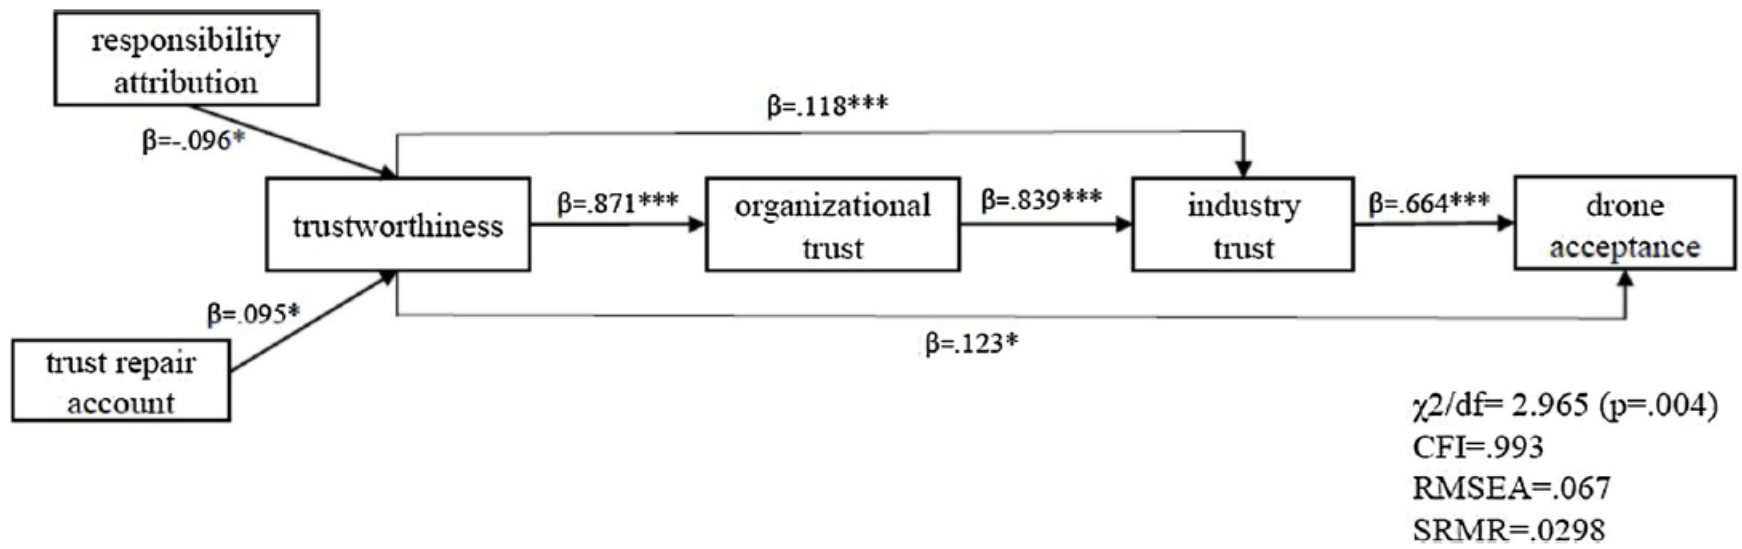 responsibility
attribution
β=.118***
β=-.096*
trustworthiness
β=.871***
organizational
trust
β=.839***
industry
trust
β=.664***
drone
acceptance
β=.095*
β=.123*
trust repair
account
χ2/df= 2.965 (p=.004)
CFI=.993
RMSEA=.067
SRMR=.0298